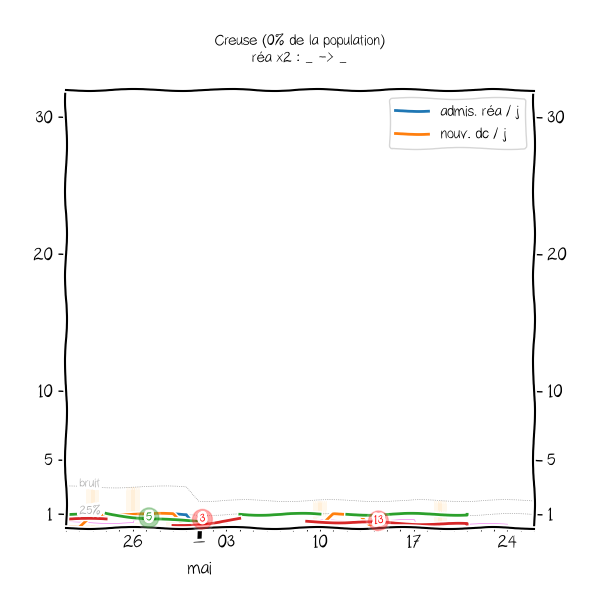 Creuse (0% de la population)
réa x2 : _ -> _
admis. réa / j
nouv. dc / j
30 30
20 20
10 10
5 5
bruit
25%
1 5 3 13 1
26 03 10 17 24
mai